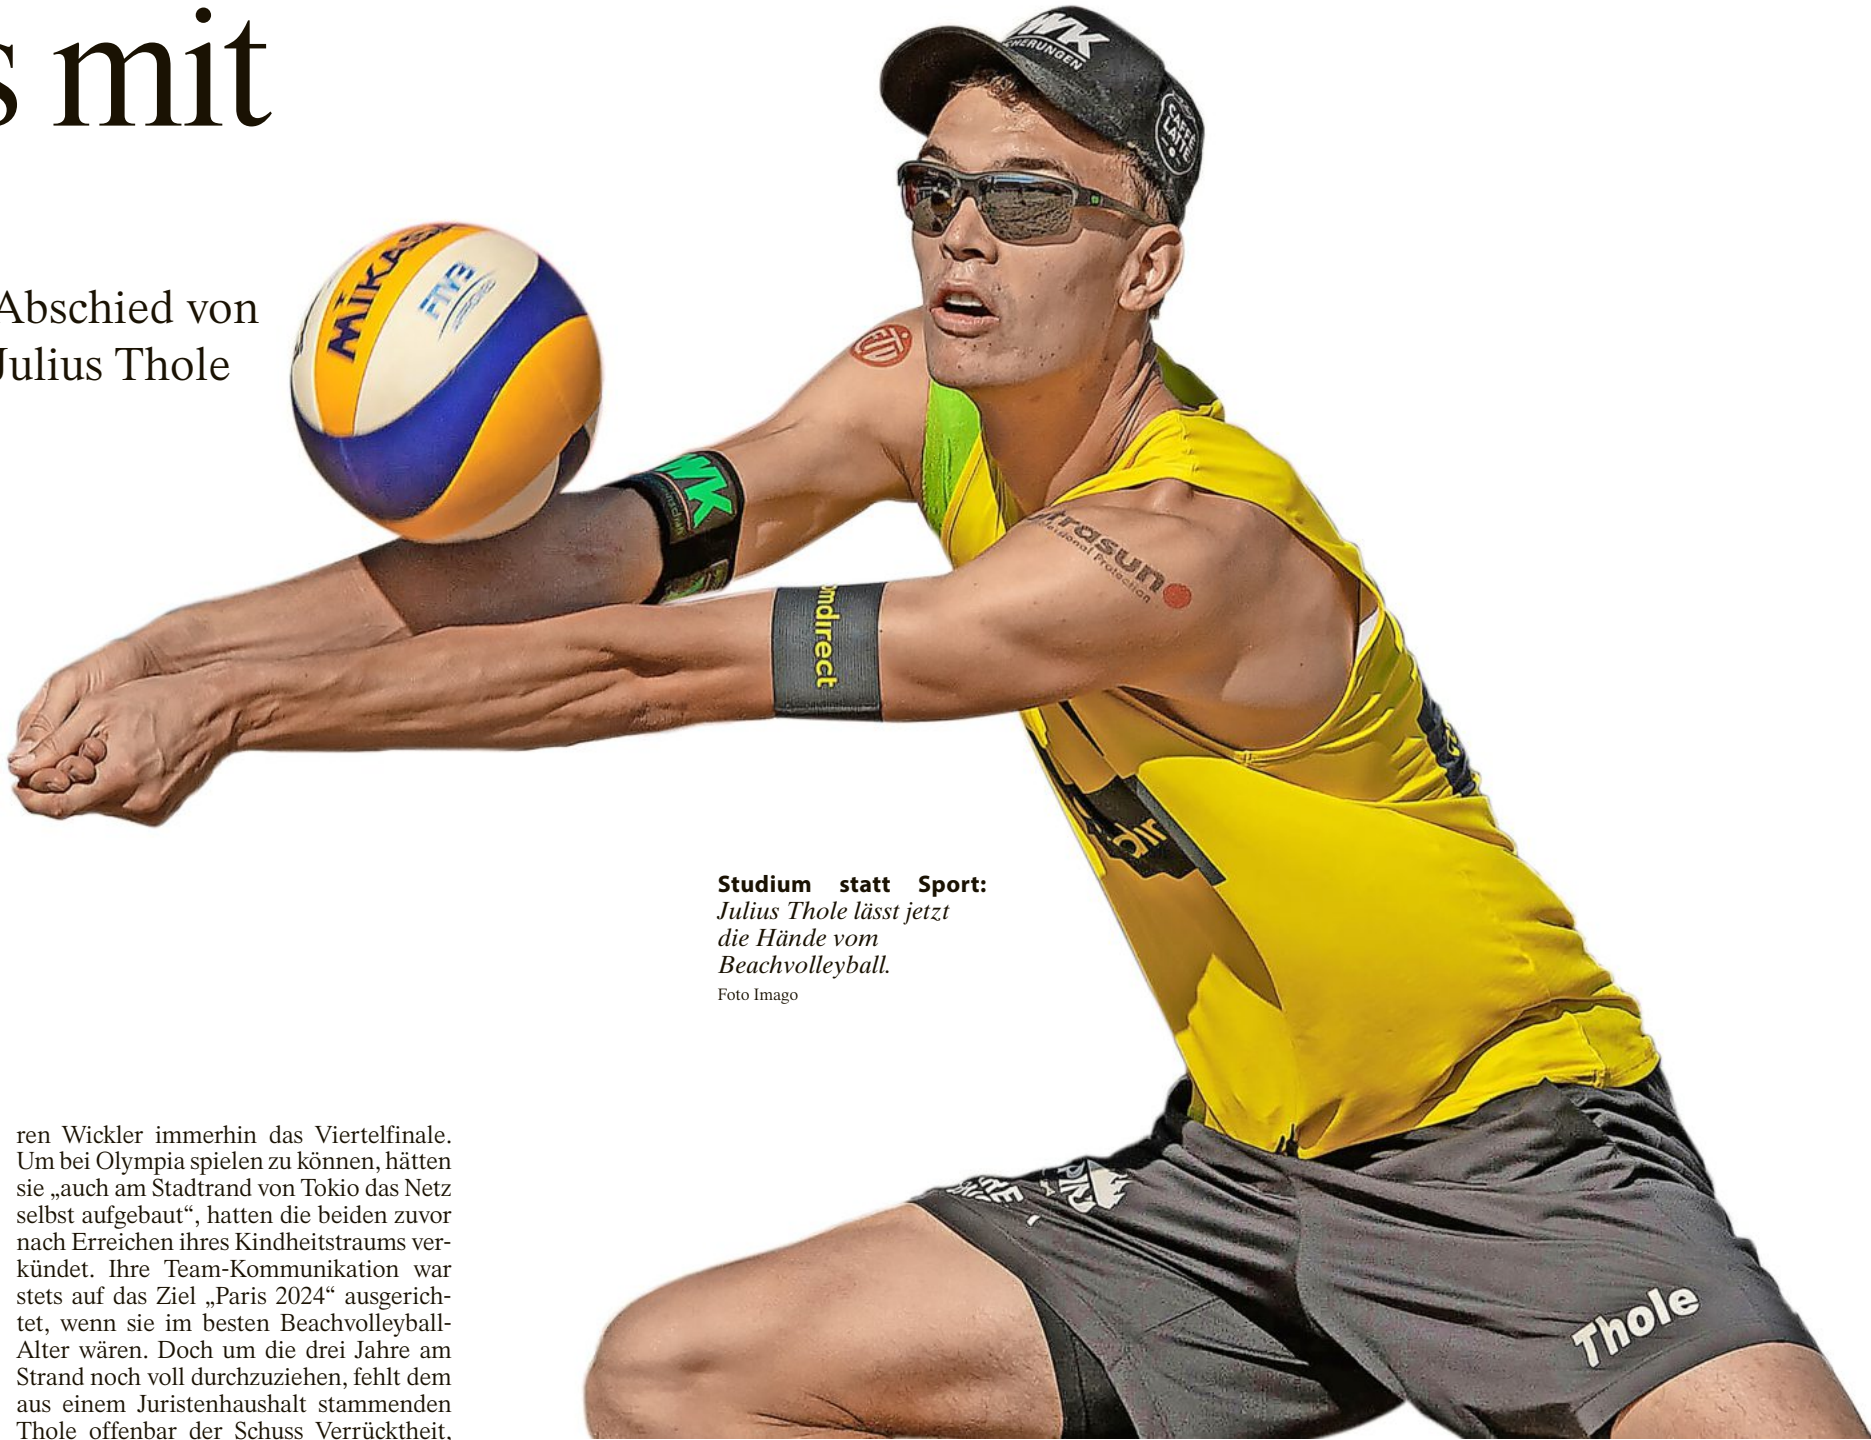 s mit
Abschied von
Julius Thole
MIKASA
FIVB
WWK
CAFFÈ
LATTE
WK
comdirect
Professional Protection
Studium statt Sport:
Julius Thole lässt jetzt
die Hände vom
Beachvolleyball.
Foto Imago
Thole
ren Wickler immerhin das Viertelfinale.
Um bei Olympia spielen zu können, hätten
sie „auch am Stadtrand von Tokio das Netz
selbst aufgebaut“, hatten die beiden zuvor
nach Erreichen ihres Kindheitstraums ver-
kündet. Ihre Team-Kommunikation war
stets auf das Ziel „Paris 2024“ ausgerich-
tet, wenn sie im besten Beachvolleyball-
Alter wären. Doch um die drei Jahre am
Strand noch voll durchzuziehen, fehlt dem
aus einem Juristenhaushalt stammenden
Thole offenbar der Schuss Verrücktheit,